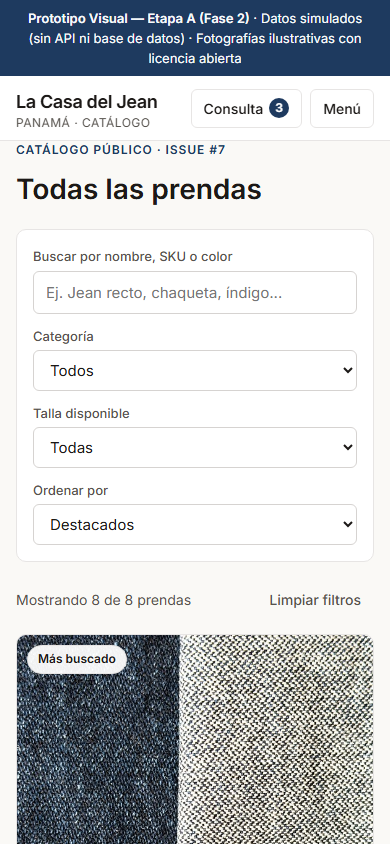 Prototipo Visual — Etapa A (Fase 2) · Datos simulados
(sin API ni base de datos) · Fotografías ilustrativas con
licencia abierta
La Casa del Jean
PANAMÁ · CATÁLOGO
Consulta 3
Menú
CATÁLOGO PÚBLICO · ISSUE #7
Todas las prendas
Buscar por nombre, SKU o color
Ej. Jean recto, chaqueta, índigo...
Categoría
Todos
Talla disponible
Todas
Ordenar por
Destacados
Mostrando 8 de 8 prendas
Limpiar filtros
Más buscado